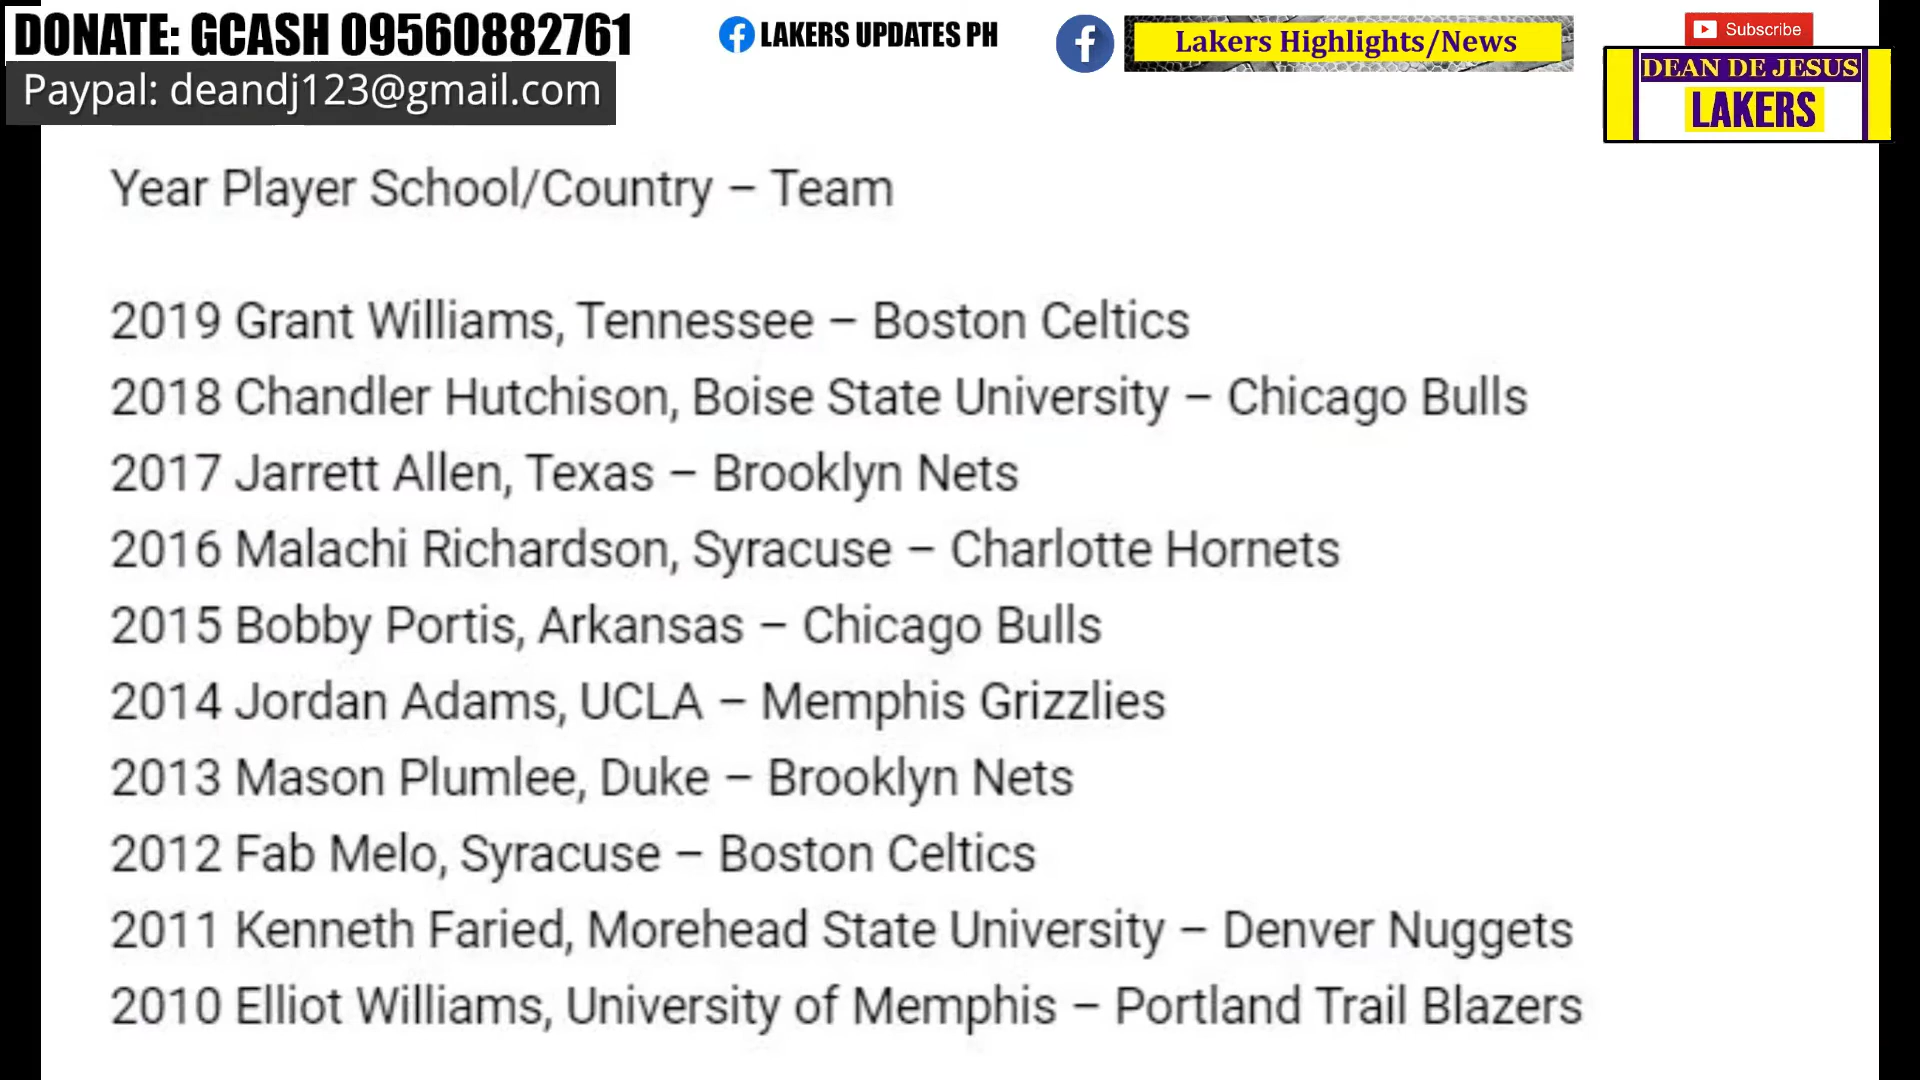 DONATE: GCASH 09560882761
Paypal: deandj123@gmail.com
LAKERS UPDATES PH
Lakers Highlights/News
Subscribe
DEAN DE JESUS
LAKERS
Year Player School/Country – Team
2019 Grant Williams, Tennessee – Boston Celtics
2018 Chandler Hutchison, Boise State University – Chicago Bulls
2017 Jarrett Allen, Texas – Brooklyn Nets
2016 Malachi Richardson, Syracuse – Charlotte Hornets
2015 Bobby Portis, Arkansas – Chicago Bulls
2014 Jordan Adams, UCLA – Memphis Grizzlies
2013 Mason Plumlee, Duke – Brooklyn Nets
2012 Fab Melo, Syracuse – Boston Celtics
2011 Kenneth Faried, Morehead State University – Denver Nuggets
2010 Elliot Williams, University of Memphis – Portland Trail Blazers